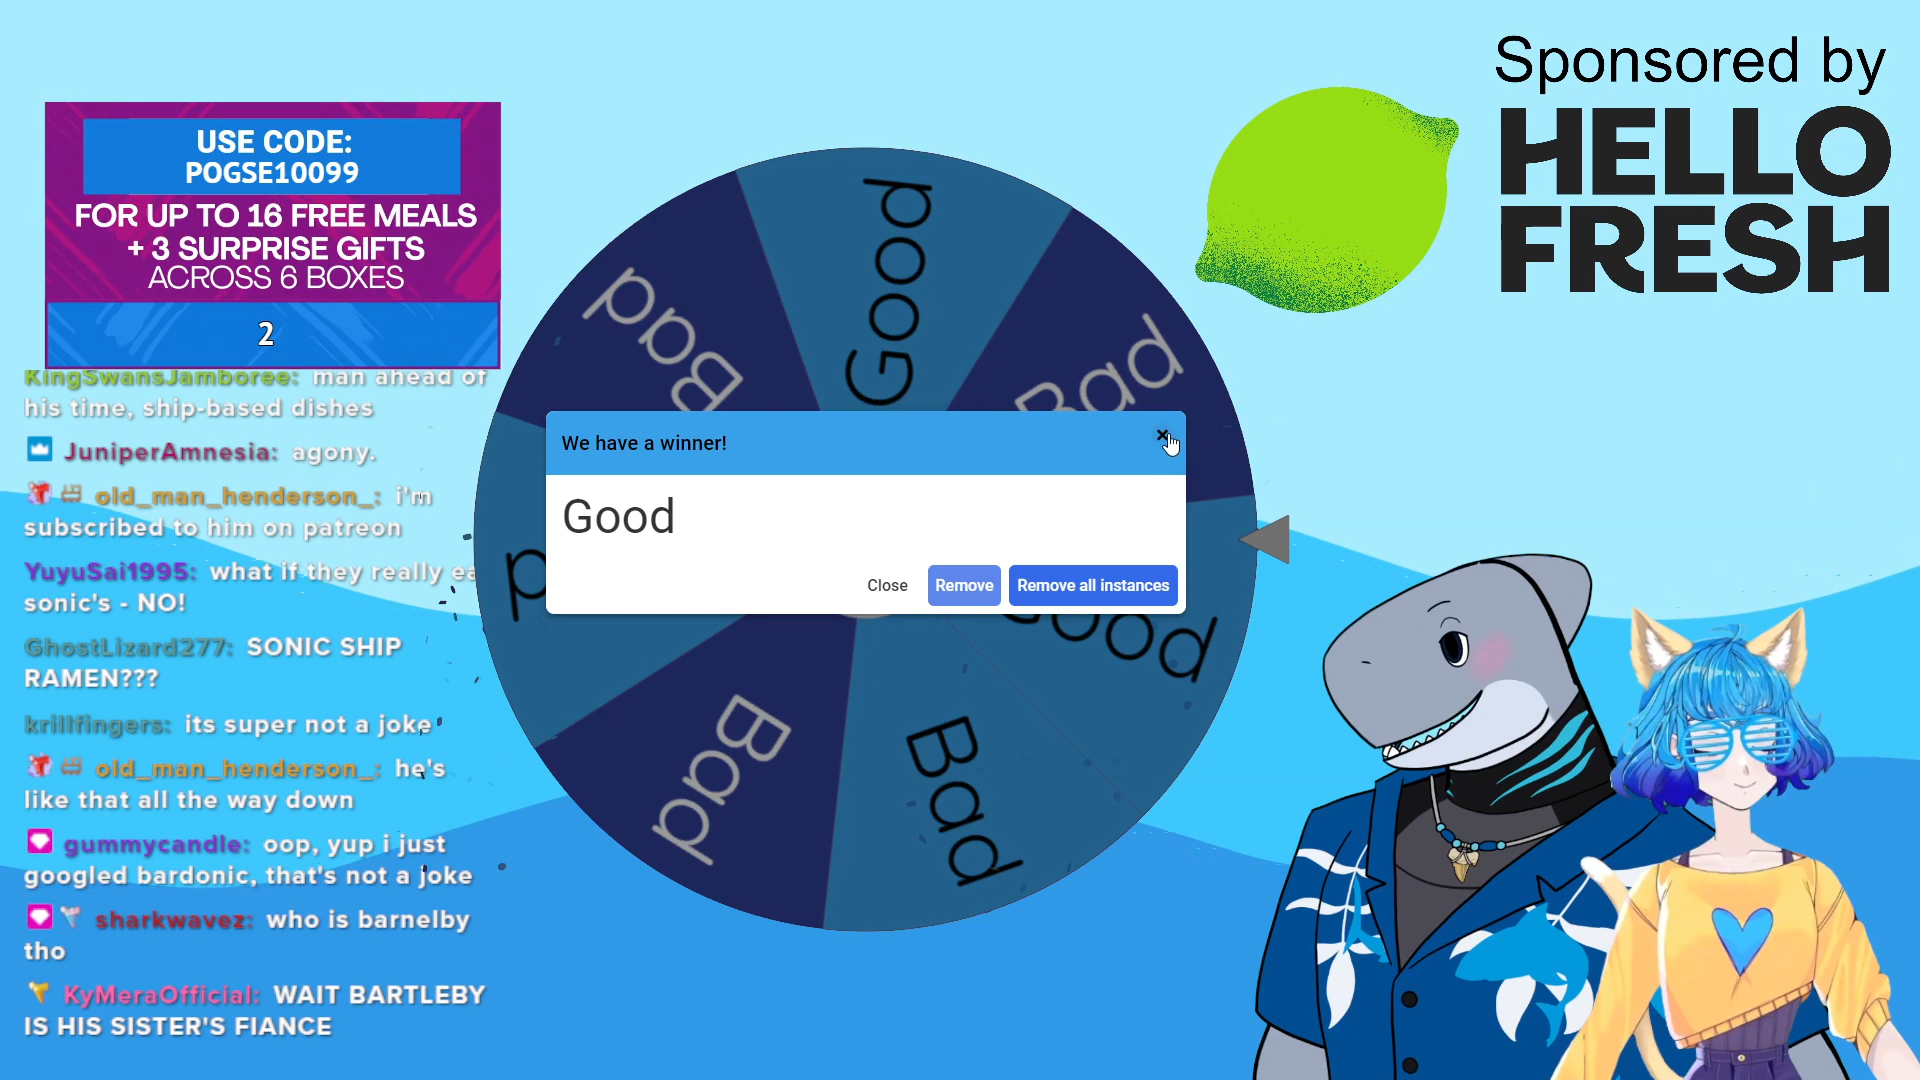 Sponsored by
HELLO
FRESH
USE CODE:
POGSE10099
FOR UP TO 16 FREE MEALS
+ 3 SURPRISE GIFTS
ACROSS 6 BOXES
2
KingSwansJamboree: man ahead of
his time, ship-based dishes
JuniperAmnesia: agony.
old_man_henderson_: i'm
subscribed to him on patreon
YuyuSai1995: what if they really ea
sonic's - NO!
GhostLizard277: SONIC SHIP
RAMEN???
krillfingers: its super not a joke
old_man_henderson_: he's
like that all the way down
gummycandle: oop, yup i just
googled bardonic, that's not a joke
sharkwavez: who is barnelby
tho
KyMeraOfficial: WAIT BARTLEBY
IS HIS SISTER'S FIANCE
Good
Bad
Bad
We have a winner!
Good
Close
Remove
Remove all instances
d
Good
Bad
Bad